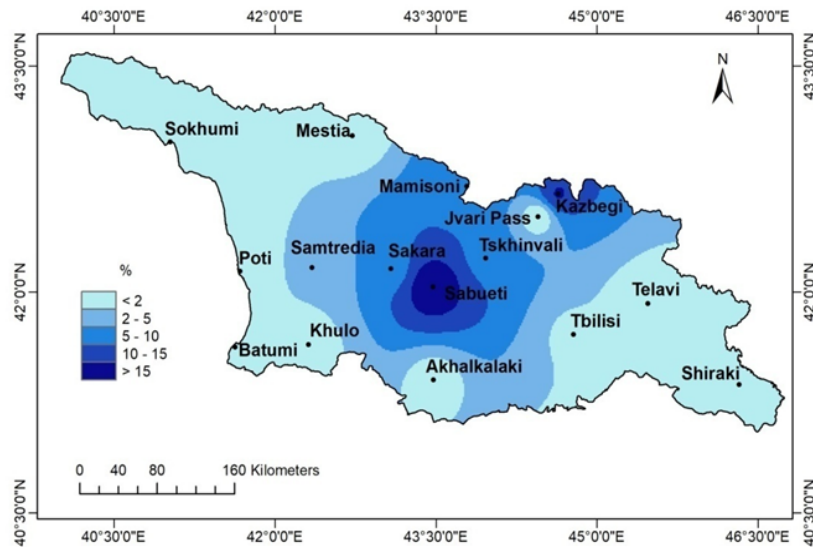 40°30'0"E 42°0'0"E 43°30'0"E 45°0'0"E 46°30'0"E
43°30'0"N 43°30'0"N
N
Sokhumi
Mestia
Mamisoni
Kazbegi
Jvari Pass
Samtredia
Sakara
Tskhinvali
Poti
%
Sabueti
Telavi
42°0'0"N 42°0'0"N
< 2
2 - 5
5 - 10
10 - 15
> 15
Khulo
Tbilisi
Batumi
Akhalkalaki
Shiraki
0 40 80 160 Kilometers
40°30'0"N 40°30'0"N
40°30'0"E 42°0'0"E 43°30'0"E 45°0'0"E 46°30'0"E